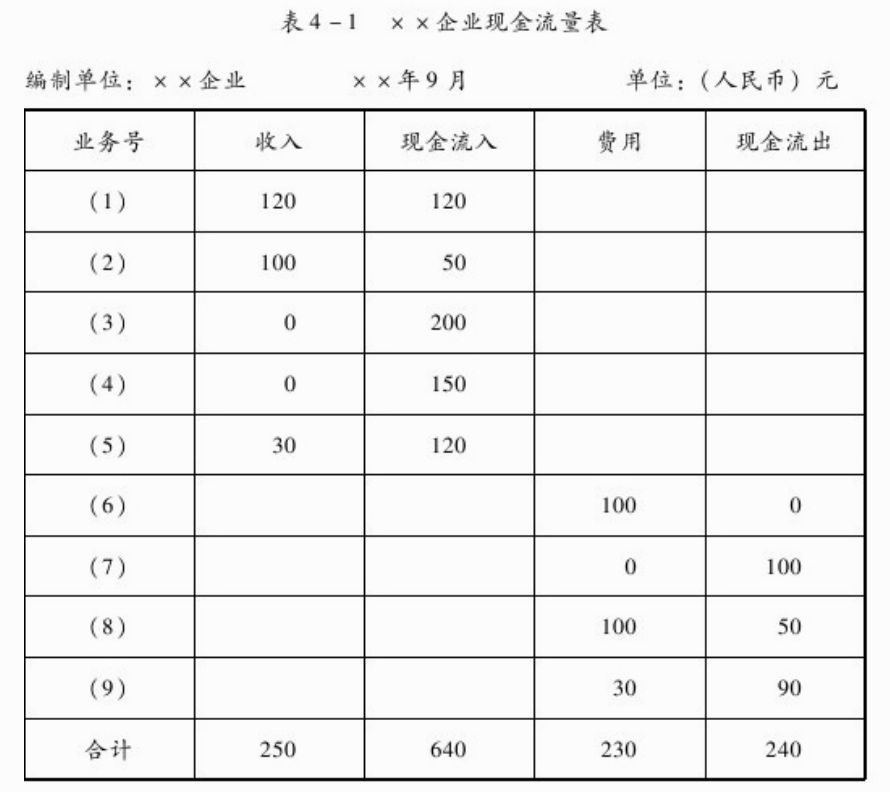 表4-1 ××企业现金流量表
编制单位：××企业 ××年9月 单位：(人民币)元
业务号 收入 现金流入 费用 现金流出
(1) 120 120
(2) 100 50
(3) 0 200
(4) 0 150
(5) 30 120
(6) 100 0
(7) 0 100
(8) 100 50
(9) 30 90
合计 250 640 230 240